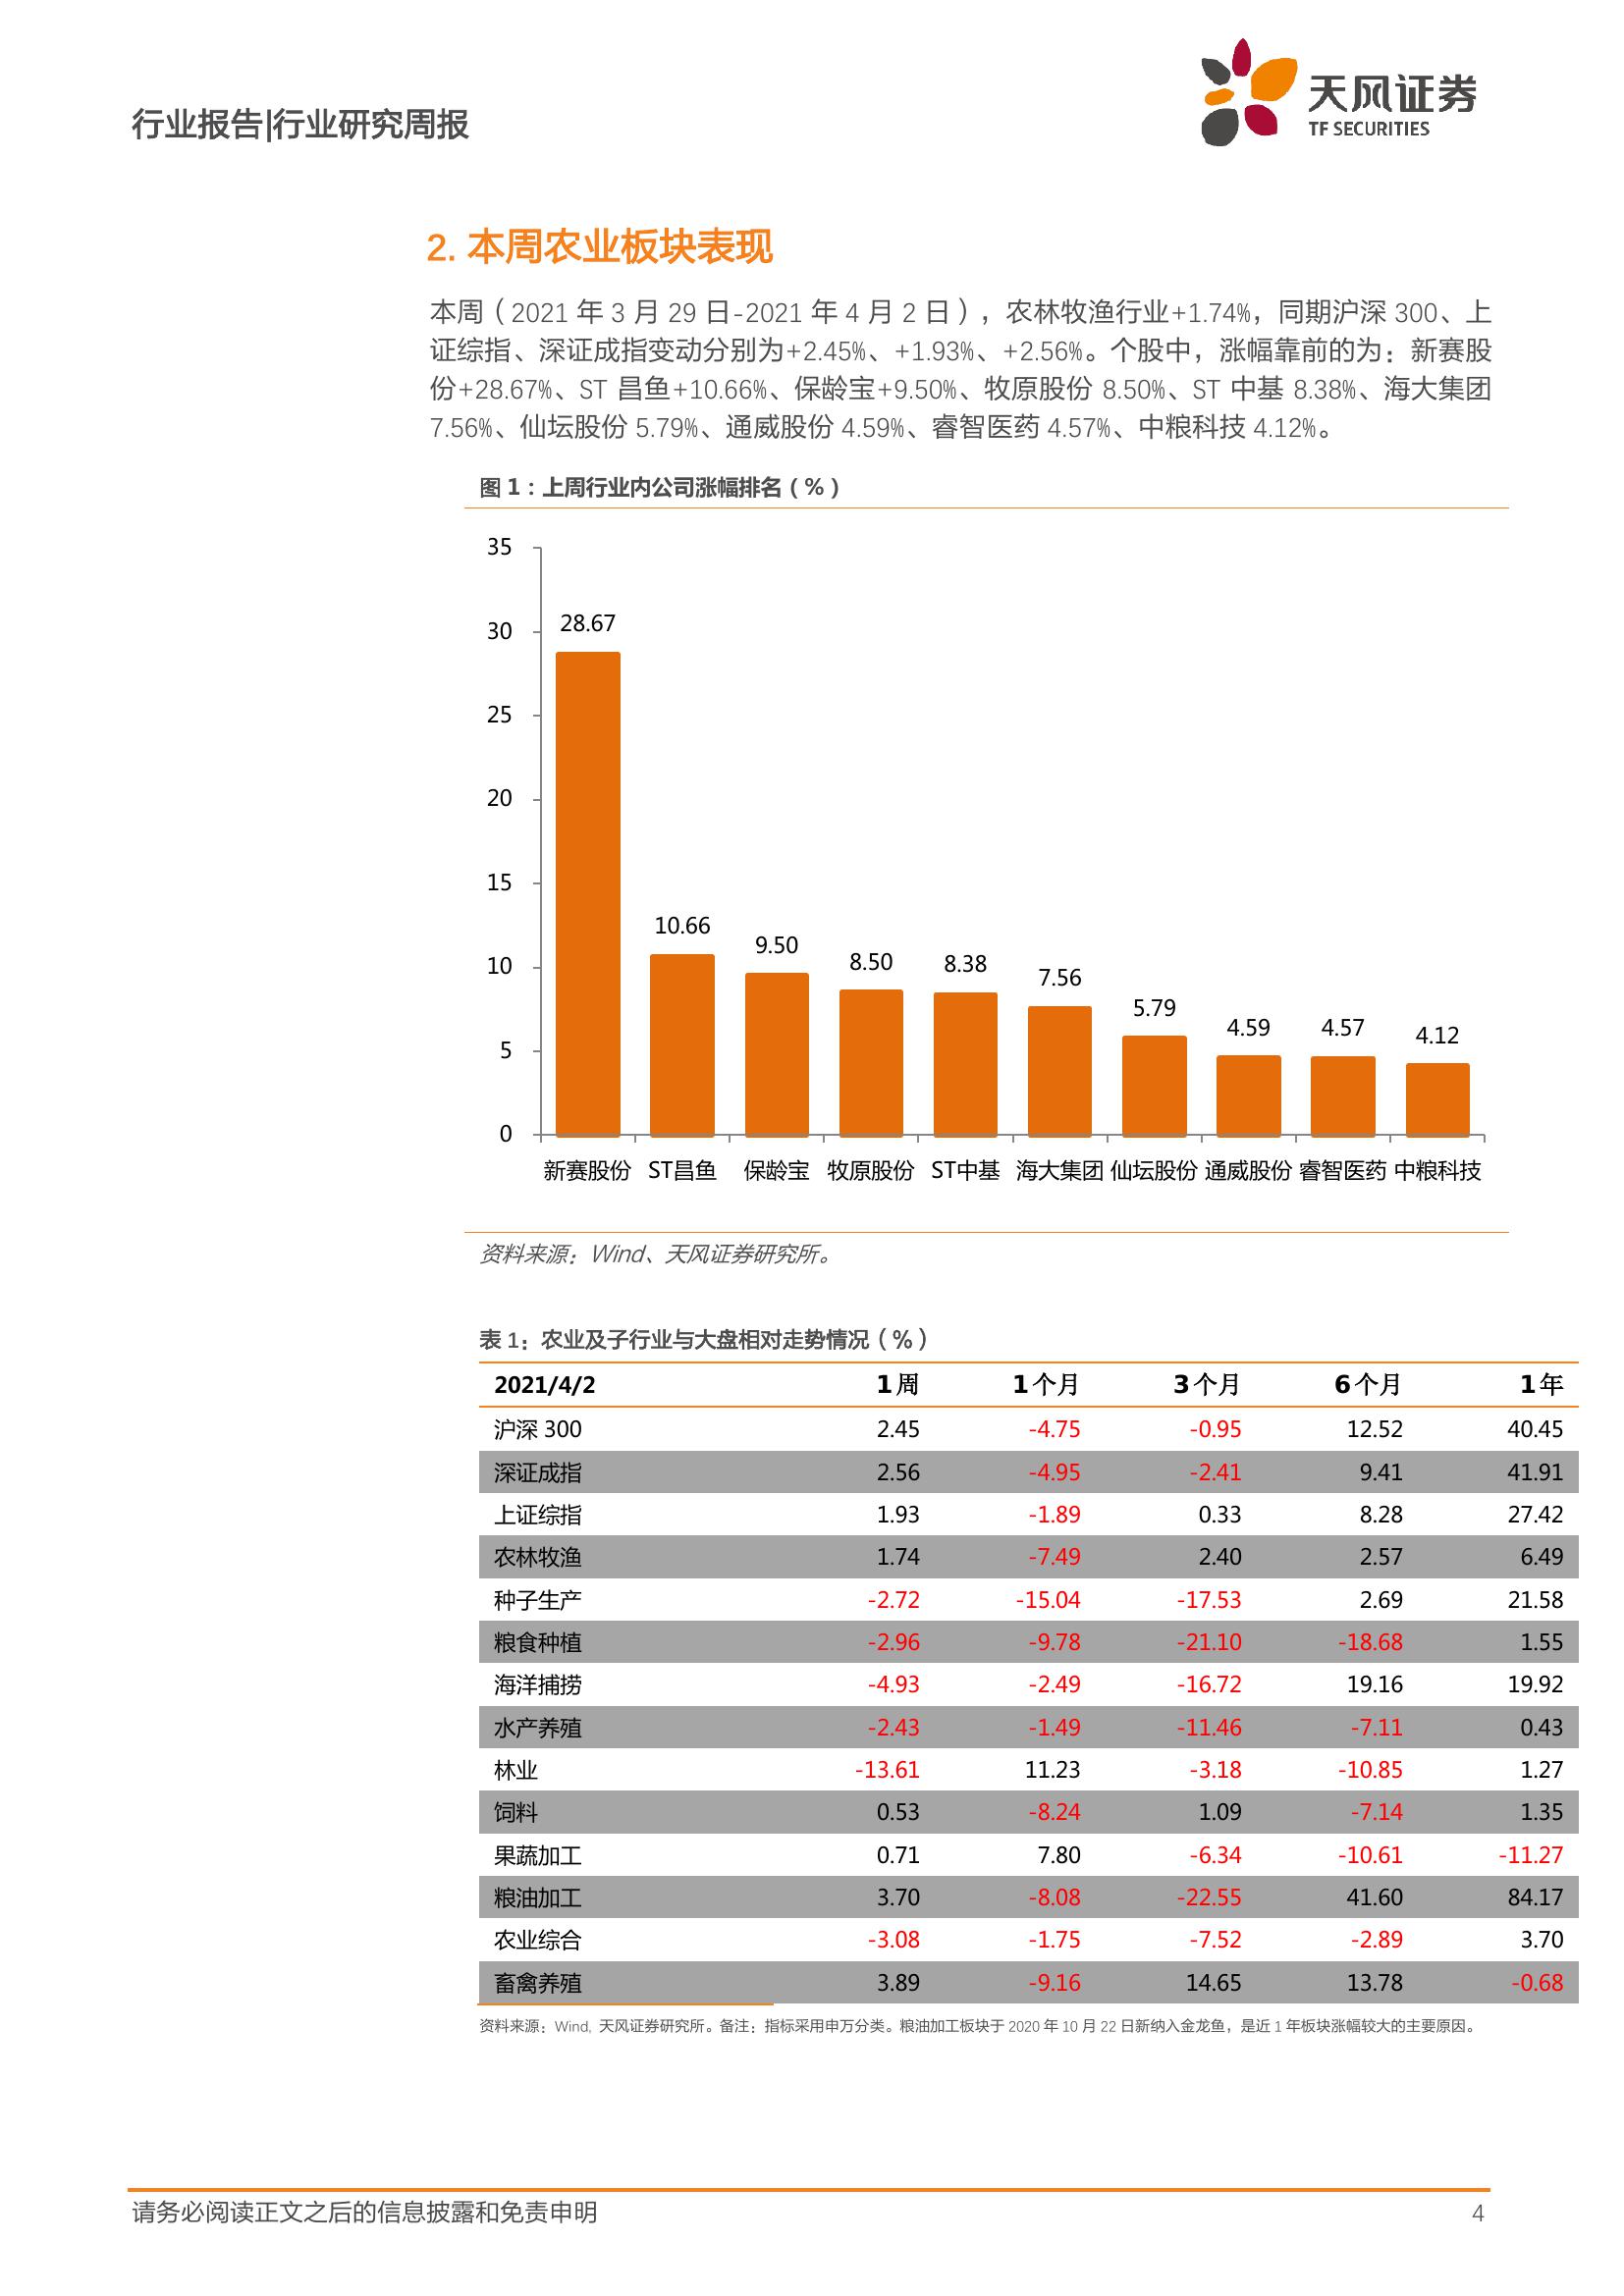 行业报告|行业研究周报
天风证券
TF SECURITIES
2. 本周农业板块表现
本周（2021 年 3 月 29 日-2021 年 4 月 2 日），农林牧渔行业+1.74%，同期沪深 300、上
证综指、深证成指变动分别为+2.45%、+1.93%、+2.56%。个股中，涨幅靠前的为：新赛股
份+28.67%、ST 昌鱼+10.66%、保龄宝+9.50%、牧原股份 8.50%、ST 中基 8.38%、海大集团
7.56%、仙坛股份 5.79%、通威股份 4.59%、睿智医药 4.57%、中粮科技 4.12%。
图 1：上周行业内公司涨幅排名（%）
35
30
25
20
15
10
5
0
28.67 10.66 9.50 8.50 8.38 7.56 5.79 4.59 4.57 4.12
新赛股份 ST昌鱼 保龄宝 牧原股份 ST中基 海大集团 仙坛股份 通威股份 睿智医药 中粮科技
资料来源：Wind、天风证券研究所。
表 1：农业及子行业与大盘相对走势情况（%）
2021/4/2 1周 1个月 3个月 6个月 1年
沪深 300 2.45 -4.75 -0.95 12.52 40.45
深证成指 2.56 -4.95 -2.41 9.41 41.91
上证综指 1.93 -1.89 0.33 8.28 27.42
农林牧渔 1.74 -7.49 2.40 2.57 6.49
种子生产 -2.72 -15.04 -17.53 2.69 21.58
粮食种植 -2.96 -9.78 -21.10 -18.68 1.55
海洋捕捞 -4.93 -2.49 -16.72 19.16 19.92
水产养殖 -2.43 -1.49 -11.46 -7.11 0.43
林业 -13.61 11.23 -3.18 -10.85 1.27
饲料 0.53 -8.24 1.09 -7.14 1.35
果蔬加工 0.71 7.80 -6.34 -10.61 -11.27
粮油加工 3.70 -8.08 -22.55 41.60 84.17
农业综合 -3.08 -1.75 -7.52 -2.89 3.70
畜禽养殖 3.89 -9.16 14.65 13.78 -0.68
资料来源：Wind, 天风证券研究所。备注：指标采用申万分类。粮油加工板块于 2020 年 10 月 22 日新纳入金龙鱼，是近 1 年板块涨幅较大的主要原因。
请务必阅读正文之后的信息披露和免责申明
4